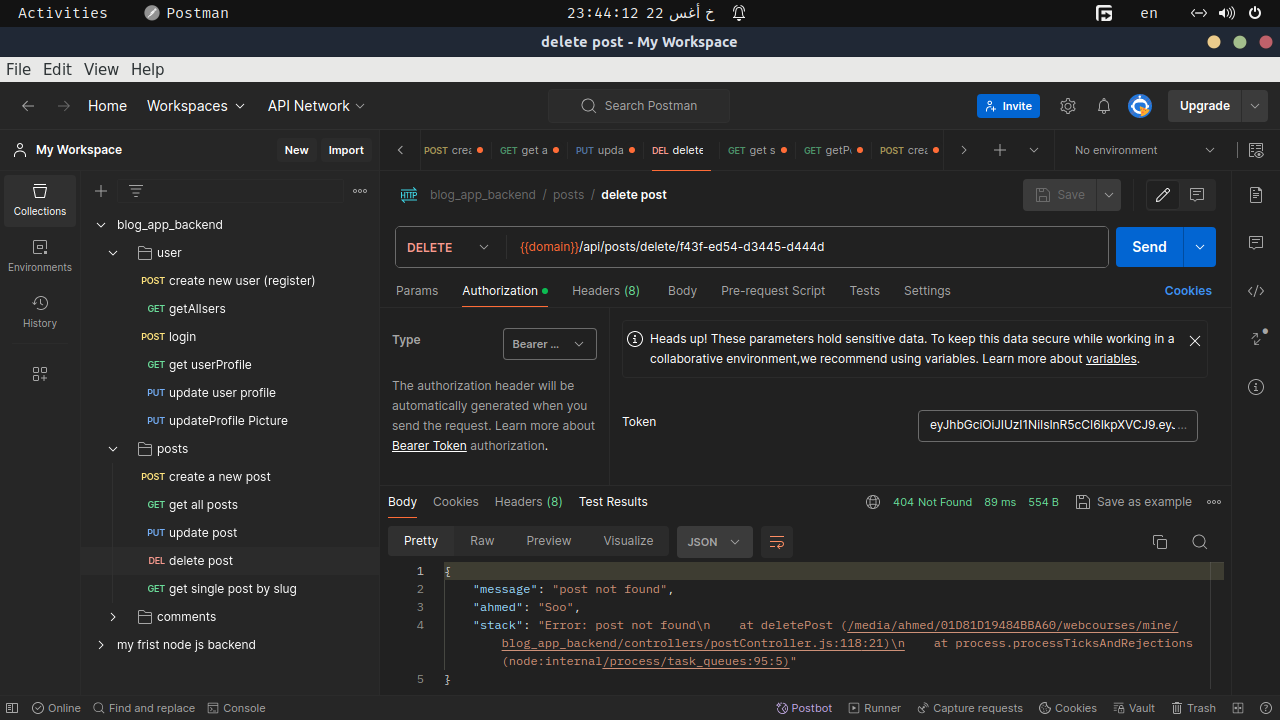 Activities Postman 23:44:12 22 خ أغس en
delete post - My Workspace
File Edit View Help
Home Workspaces API Network Search Postman Invite Upgrade
My Workspace New Import
POST crea GET get a PUT upda DEL delete GET get s GET getP POST crea No environment
Collections
Environments
History
blog_app_backend
user
POST create new user (register)
GET getAllsers
POST login
GET get userProfile
PUT update user profile
PUT updateProfile Picture
posts
POST create a new post
GET get all posts
PUT update post
DEL delete post
GET get single post by slug
comments
my frist node js backend
HTTP blog_app_backend / posts / delete post Save
DELETE {{domain}}/api/posts/delete/f43f-ed54-d3445-d444d Send
Params Authorization Headers (8) Body Pre-request Script Tests Settings Cookies
Type Bearer ...
The authorization header will be
automatically generated when you
send the request. Learn more about
Bearer Token authorization.
Heads up! These parameters hold sensitive data. To keep this data secure while working in a
collaborative environment,we recommend using variables. Learn more about variables.
Token eyJhbGciOiJIUzI1NiIsInR5cCI6IkpXVCJ9.eyJ ...
Body Cookies Headers (8) Test Results 404 Not Found 89 ms 554 B Save as example
Pretty Raw Preview Visualize JSON
1 {
2 "message": "post not found",
3 "ahmed": "Soo",
4 "stack": "Error: post not found\n    at deletePost (/media/ahmed/01D81D19484BBA60/webcourses/mine/
blog_app_backend/controllers/postController.js:118:21)\n    at process.processTicksAndRejections
(node:internal/process/task_queues:95:5)"
5 }
Online Find and replace Console Postbot Runner Capture requests Cookies Vault Trash